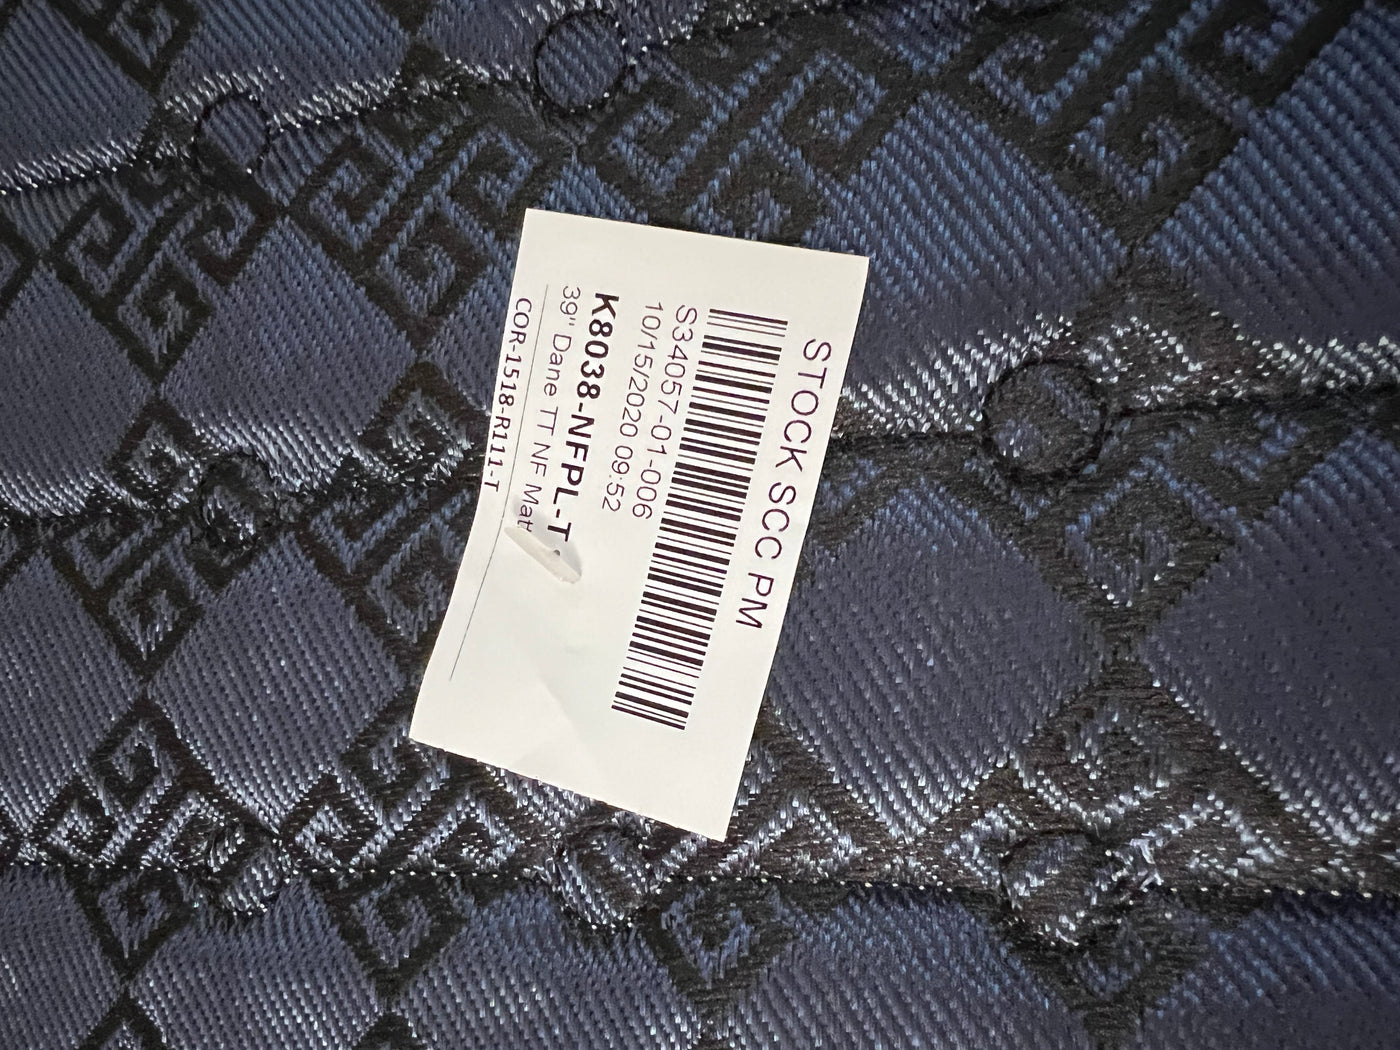 STOCK SCC PM
S34057-01-006
10/15/2020 09:52
K8038-NFPL-T
39" Dane TT NF Mat
COR-1518-R111-T